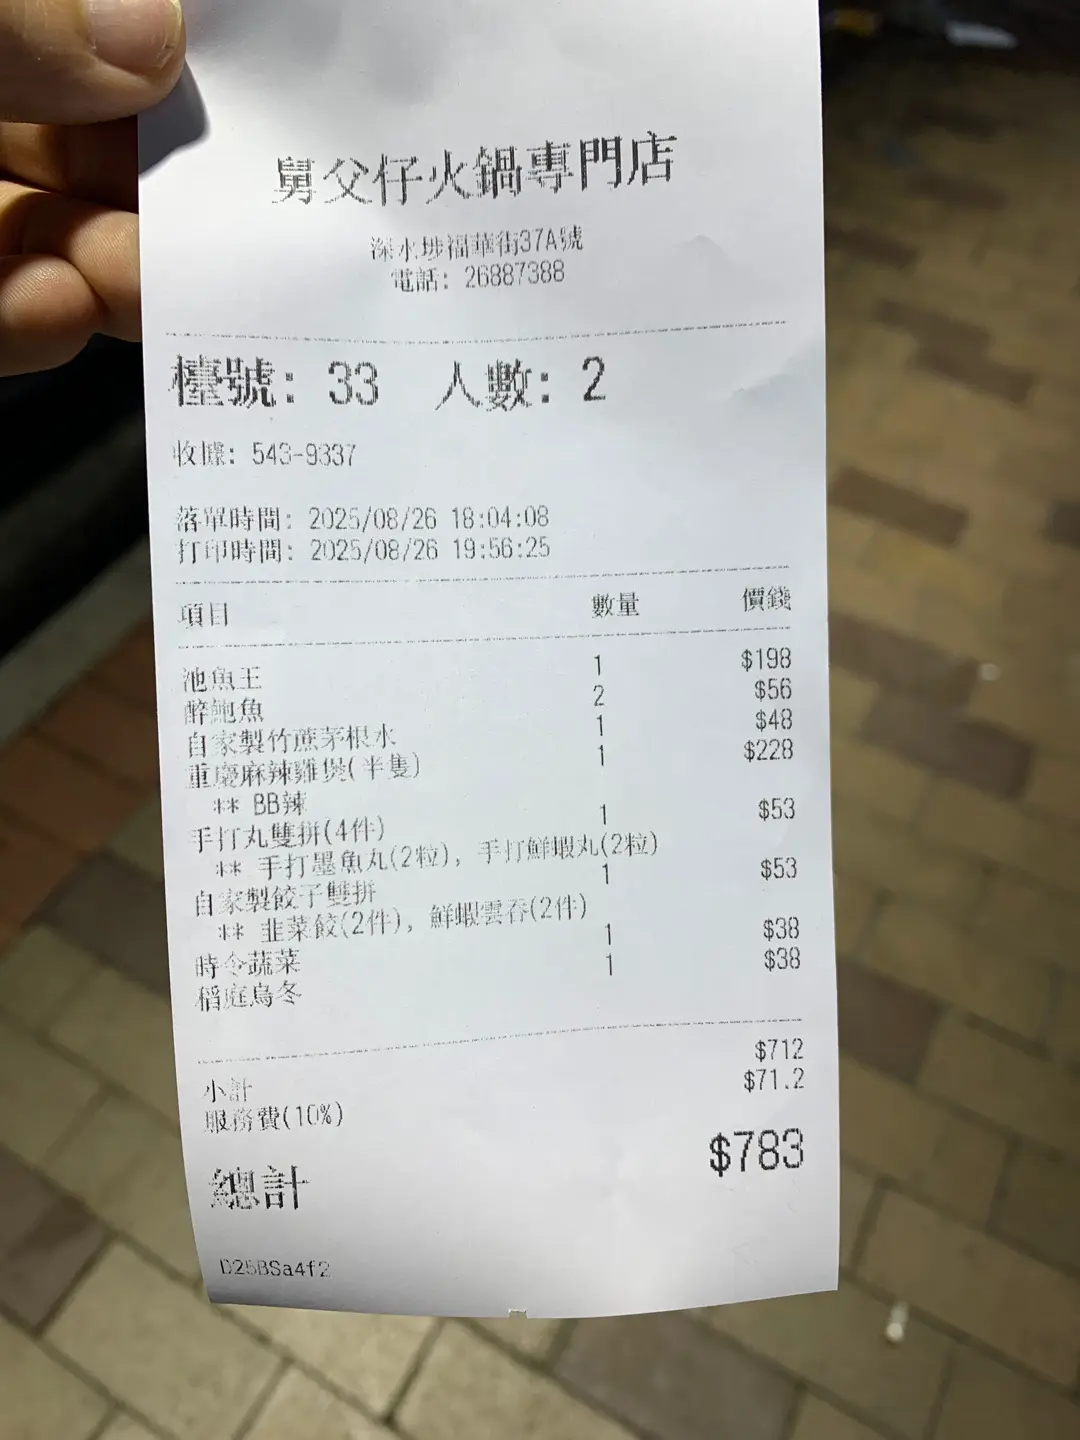 舅父仔火鍋專門店
深水埗福華街37A號
電話: 26887388
檯號: 33 人數: 2
收據: 543-9337
落單時間: 2025/08/26 18:04:08
打印時間: 2025/08/26 19:56:25
項目 數量 價錢
池魚王 1 $198
醉鮑魚 2 $56
自家製竹蔗茅根水 1 $48
重慶麻辣雞煲(半隻) 1 $228
** BB辣
手打丸雙拼(4件) 1 $53
** 手打墨魚丸(2粒), 手打鮮蝦丸(2粒)
自家製餃子雙拼 1 $53
** 韭菜餃(2件), 鮮蝦雲吞(2件)
時令蔬菜 1 $38
稻庭烏冬 1 $38
小計 $712
服務費(10%) $71.2
總計 $783
D25BSa4f2